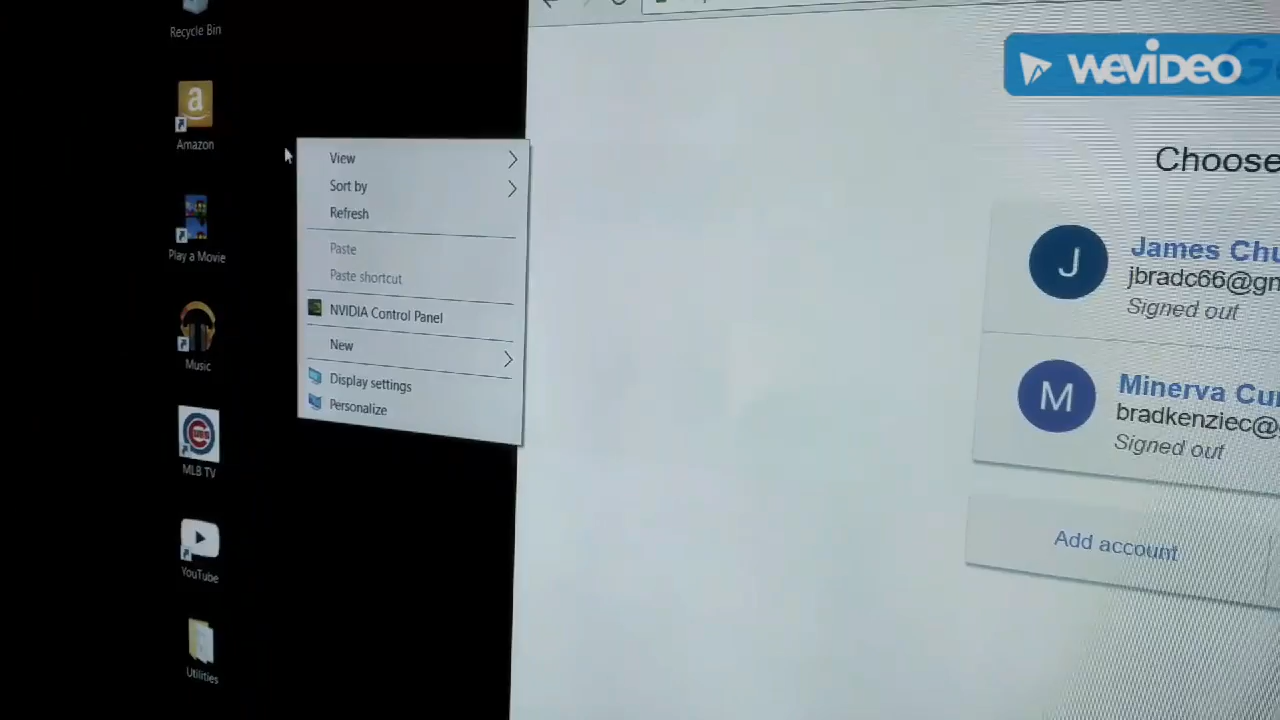 Recycle Bin
Amazon
Play a Movie
Music
CUBS
MLB TV
YouTube
Utilities
View
Sort by
Refresh
Paste
Paste shortcut
NVIDIA Control Panel
New
Display settings
Personalize
WEVIDEO
Choose
J
James Chu
jbradc66@gm
Signed out
M
Minerva Cu
bradkenziec@
Signed out
Add account